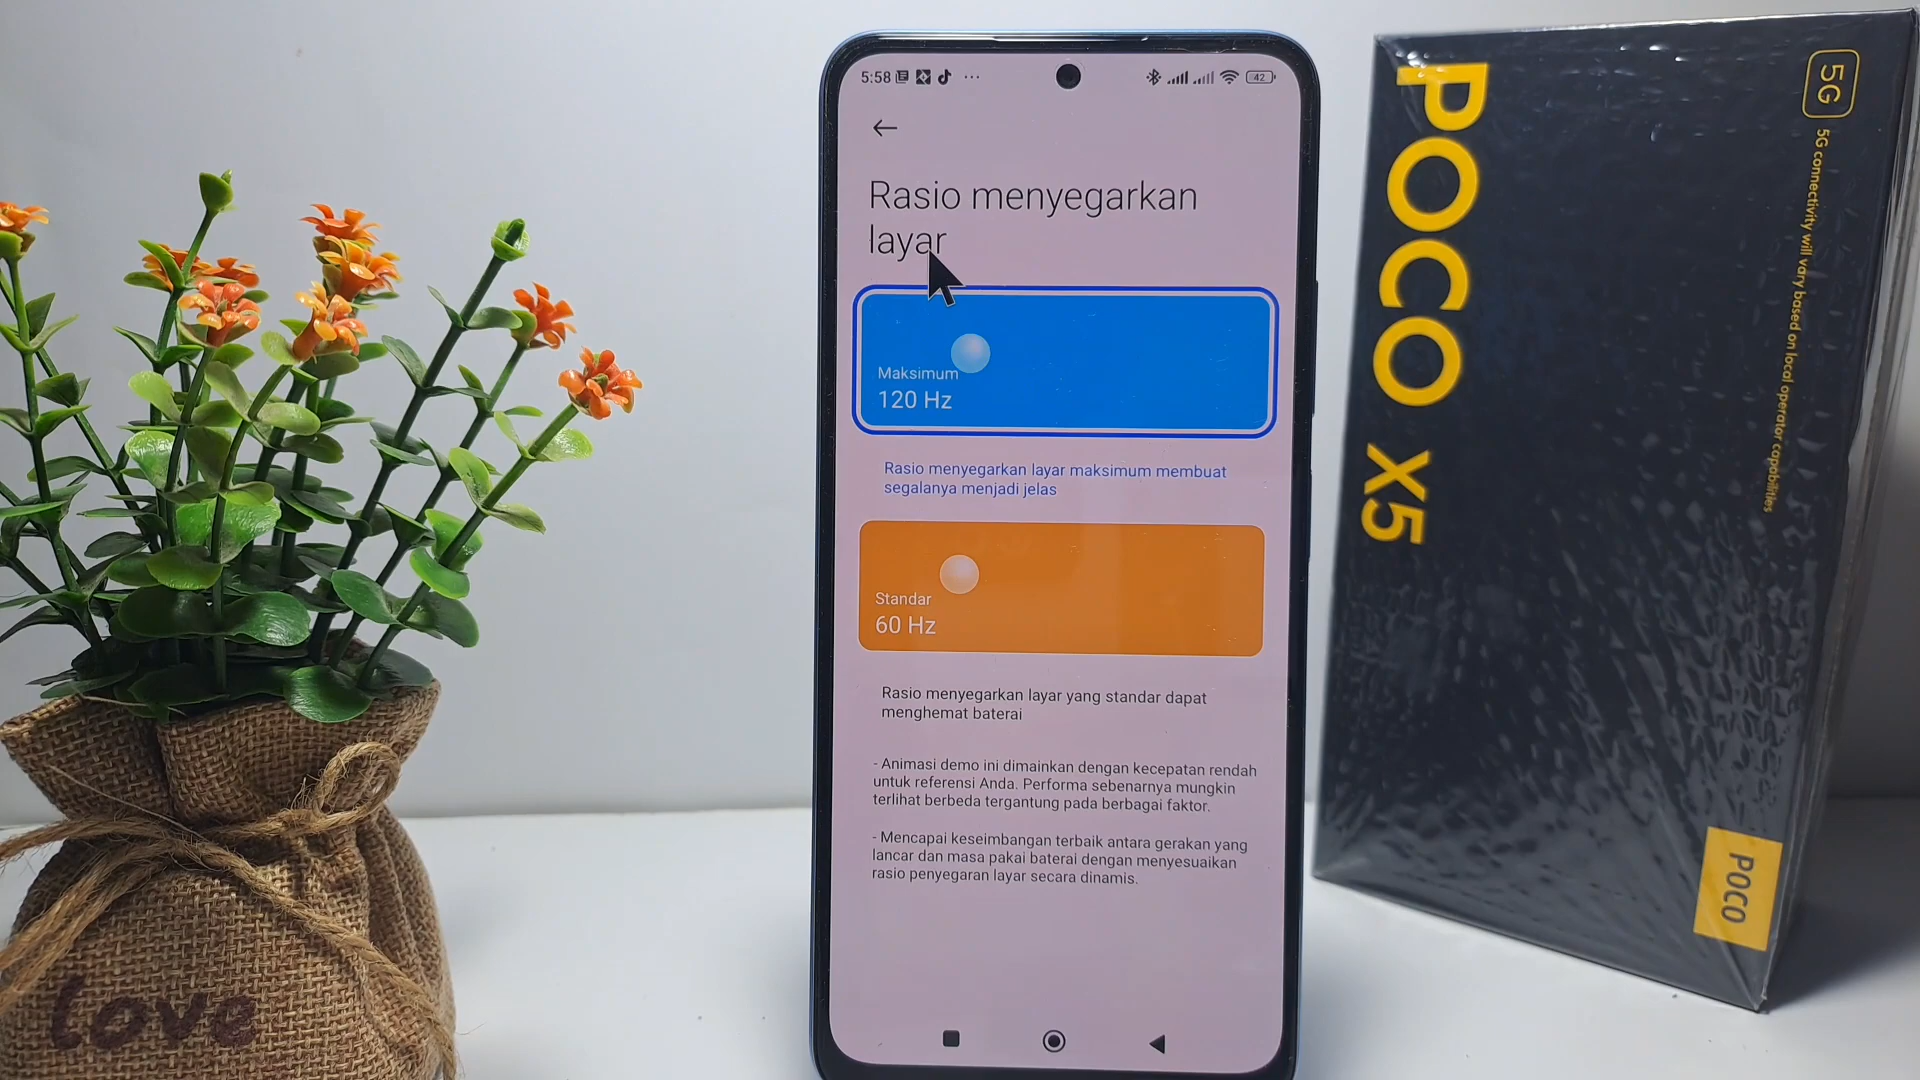 5:58
42
Rasio menyegarkan
layar
Maksimum
120 Hz
Rasio menyegarkan layar maksimum membuat
segalanya menjadi jelas
Standar
60 Hz
Rasio menyegarkan layar yang standar dapat
menghemat baterai
- Animasi demo ini dimainkan dengan kecepatan rendah
untuk referensi Anda. Performa sebenarnya mungkin
terlihat berbeda tergantung pada berbagai faktor.
- Mencapai keseimbangan terbaik antara gerakan yang
lancar dan masa pakai baterai dengan menyesuaikan
rasio penyegaran layar secara dinamis.
POCO X5
5G
5G connectivity will vary based on local operator capabilities
POCO
love